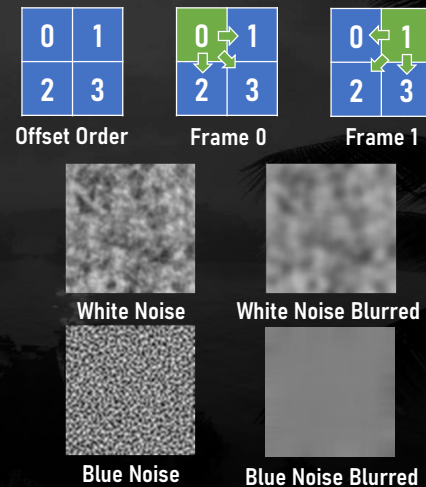 0 1
2 3
Offset Order
0 1
2 3
Frame 0
0 1
2 3
Frame 1
White Noise
White Noise Blurred
Blue Noise
Blue Noise Blurred